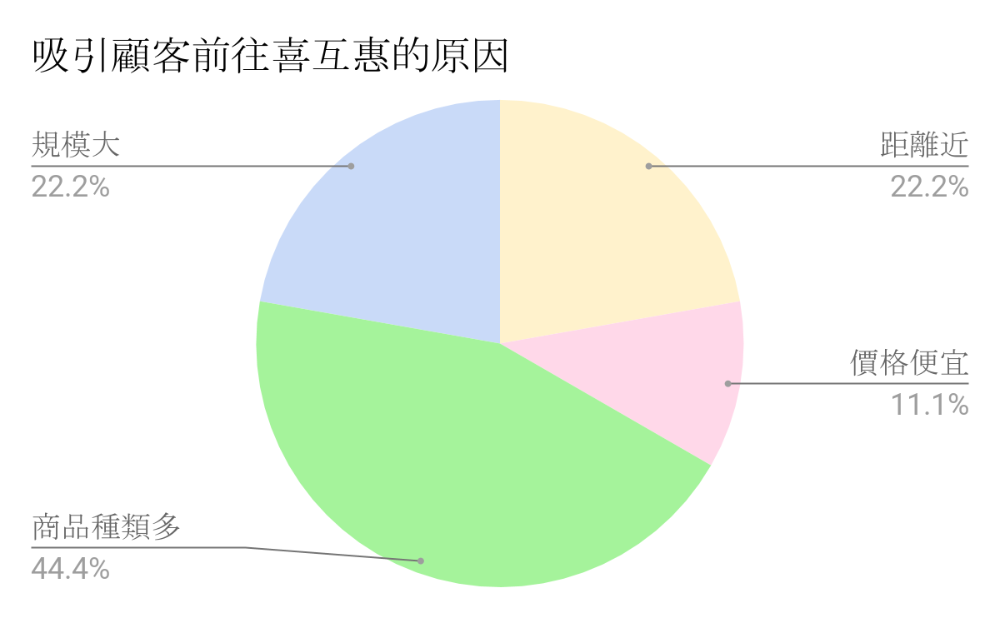 吸引顧客前往喜互惠的原因
規模大
22.2%
距離近
22.2%
價格便宜
11.1%
商品種類多
44.4%